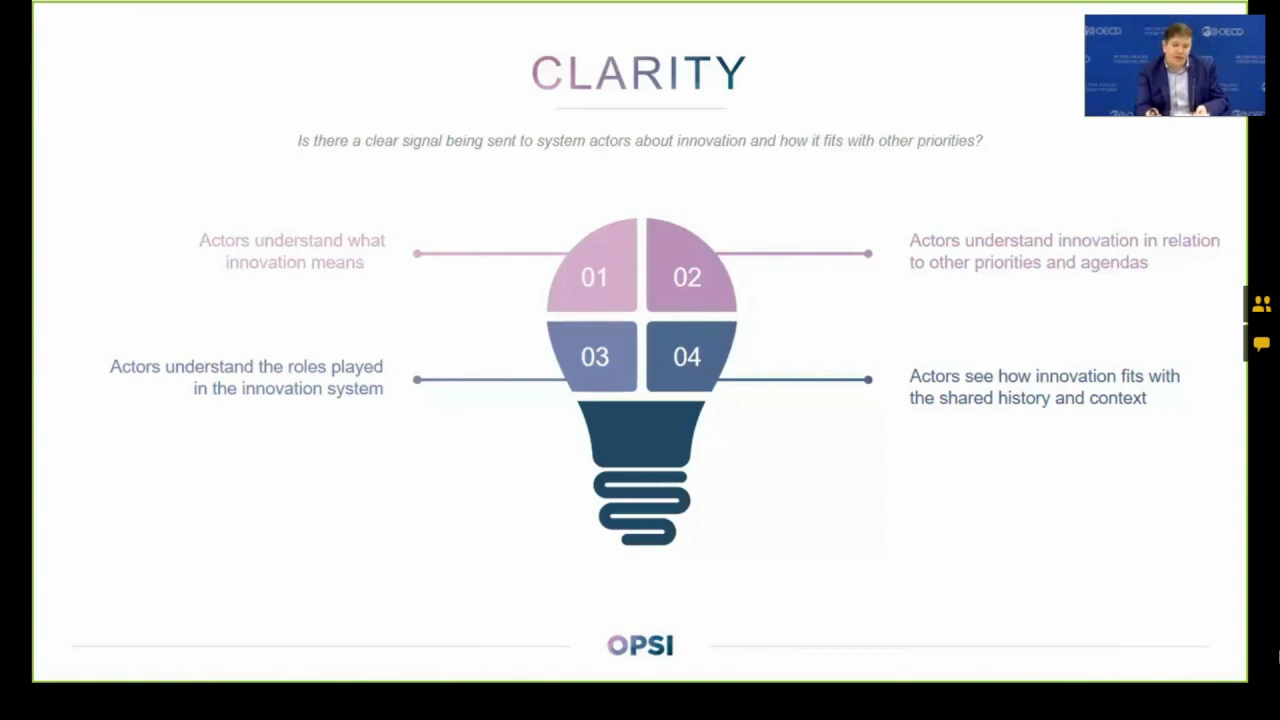 CLARITY
OECD
OECD
Is there a clear signal being sent to system actors about innovation and how it fits with other priorities?
Actors understand what
innovation means
01
02
Actors understand innovation in relation
to other priorities and agendas
Actors understand the roles played
in the innovation system
03
04
Actors see how innovation fits with
the shared history and context
OPSI